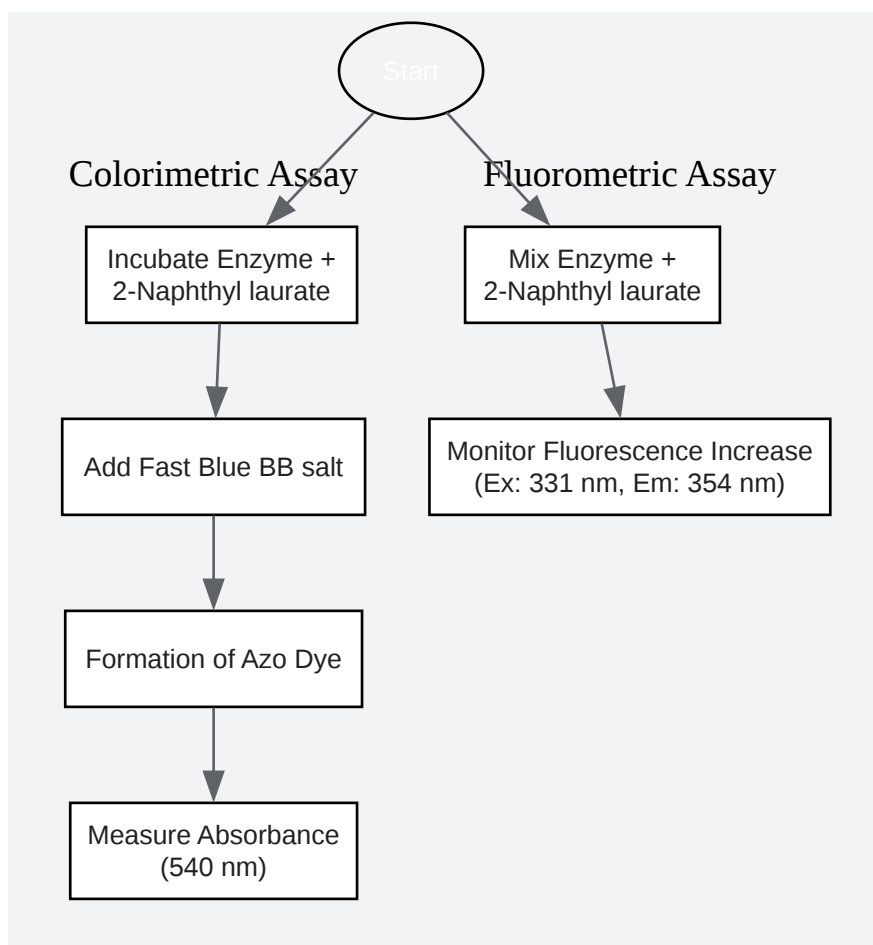 Start
Colorimetric Assay
Fluorometric Assay
Incubate Enzyme +
2-Naphthyl laurate
Mix Enzyme +
2-Naphthyl laurate
Add Fast Blue BB salt
Monitor Fluorescence Increase
(Ex: 331 nm, Em: 354 nm)
Formation of Azo Dye
Measure Absorbance
(540 nm)